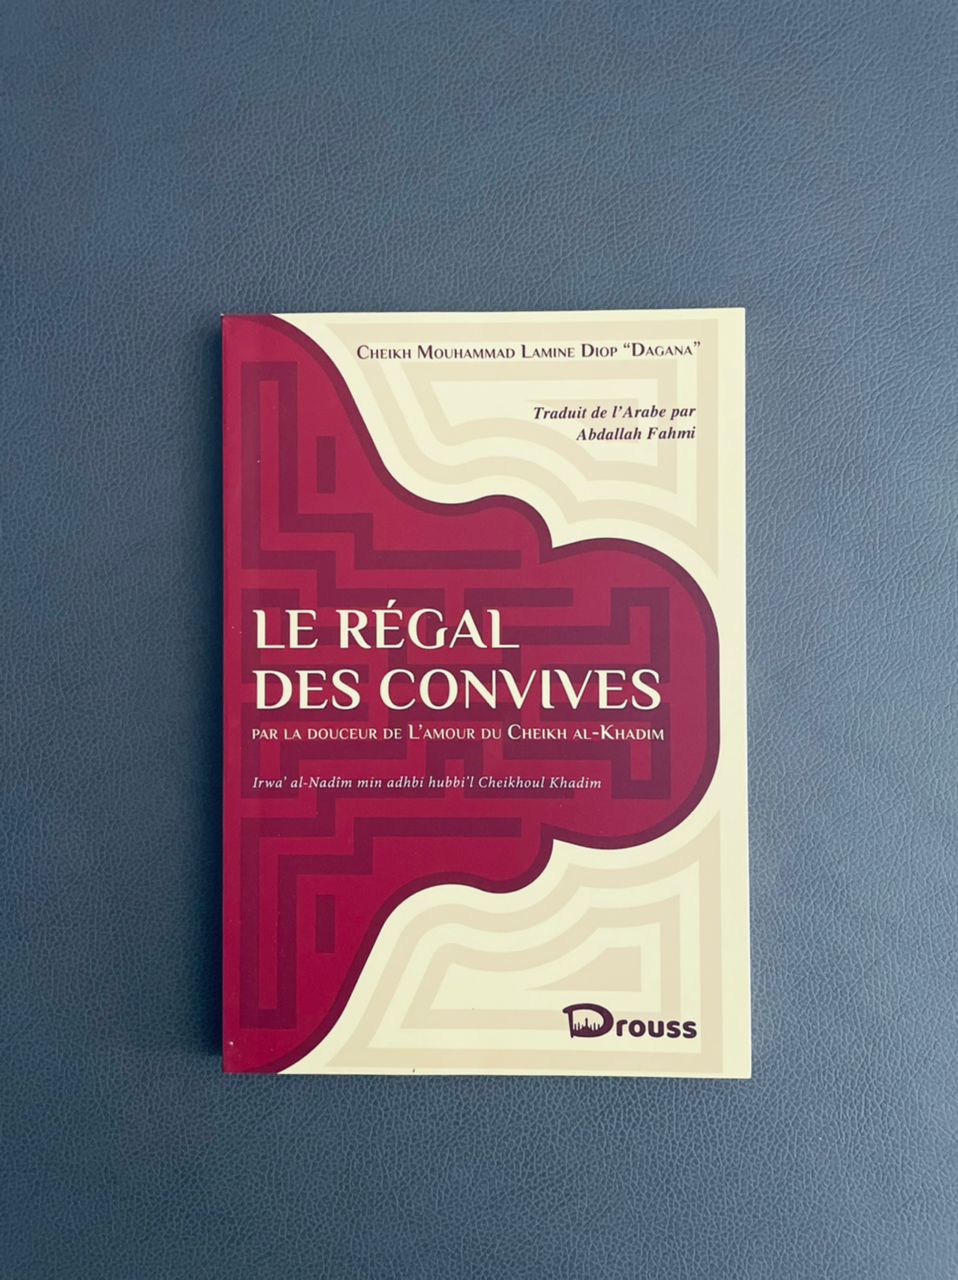 Cheikh Mouhammad Lamine Diop “Dagana”
Traduit de l’Arabe par
Abdallah Fahmi
LE RÉGAL
DES CONVIVES
par la douceur de L’amour du Cheikh al-Khadim
Irwa’ al-Nadîm min adhbi hubbi’l Cheikhoul Khadim
Drouss